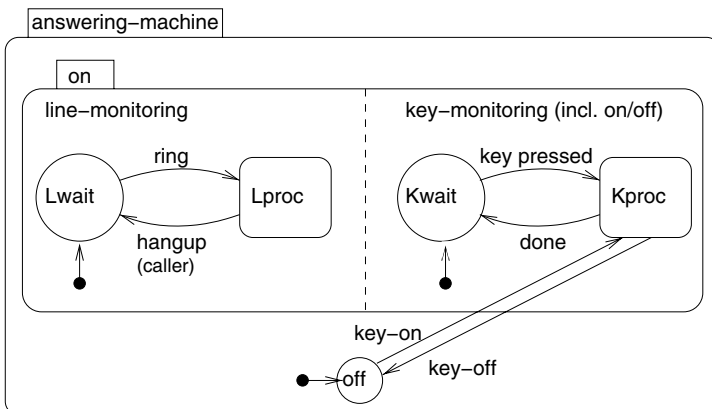 answering−machine
on
line−monitoring
key−monitoring (incl. on/off)
ring
key pressed
Lwait
Lproc
Kwait
Kproc
hangup
(caller)
done
key−on
key−off
off